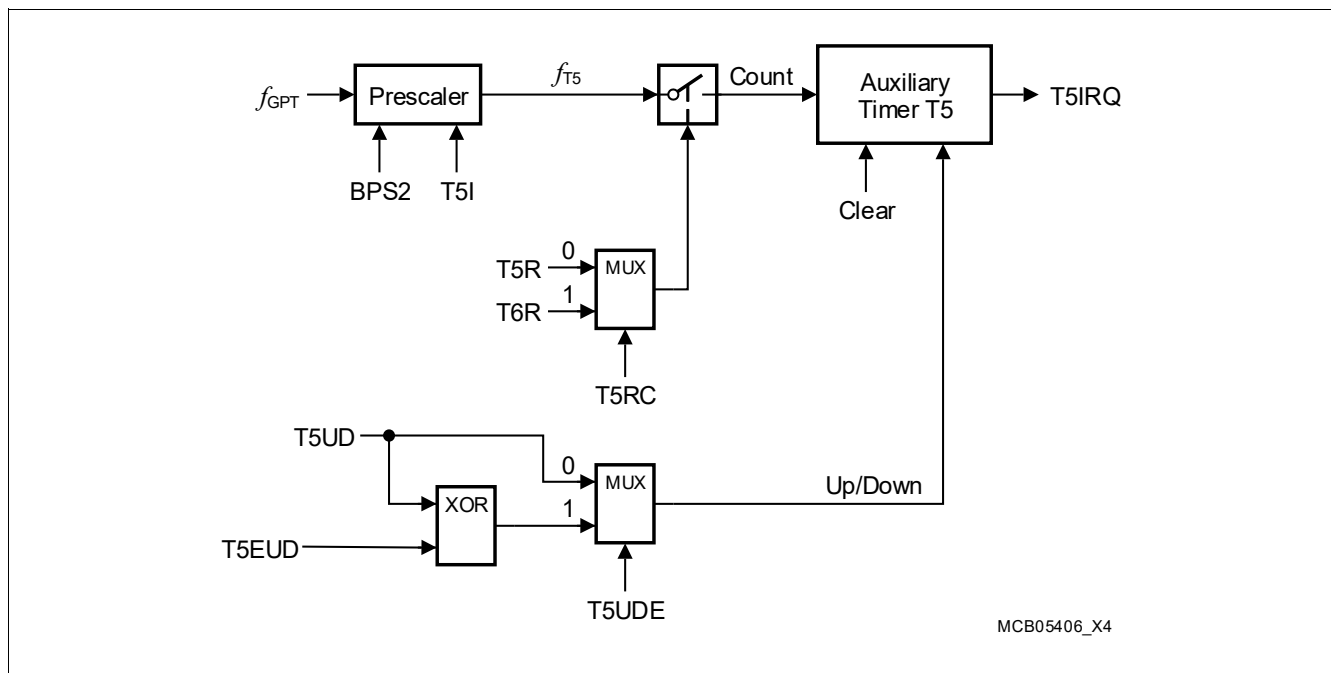 fGPT
Prescaler
fT5
Count
Auxiliary
Timer T5
T5IRQ
BPS2
T5I
Clear
T5R
0
MUX
T6R
1
T5RC
T5UD
0
MUX
Up/Down
XOR
1
T5EUD
T5UDE
MCB05406_X4